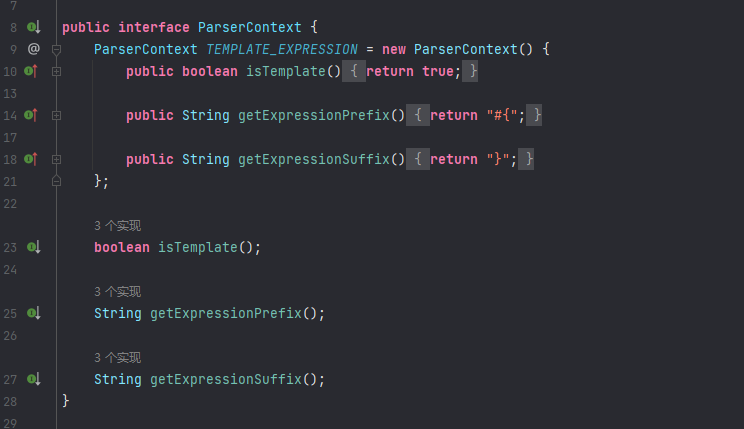 7
8 public interface ParserContext {
9 @ ParserContext TEMPLATE_EXPRESSION = new ParserContext() {
10 public boolean isTemplate() { return true; }
13
14 public String getExpressionPrefix() { return "#{"; }
17
18 public String getExpressionSuffix() { return "}"; }
21 };
22
3 个实现
23 boolean isTemplate();
24
3 个实现
25 String getExpressionPrefix();
26
3 个实现
27 String getExpressionSuffix();
28 }
29